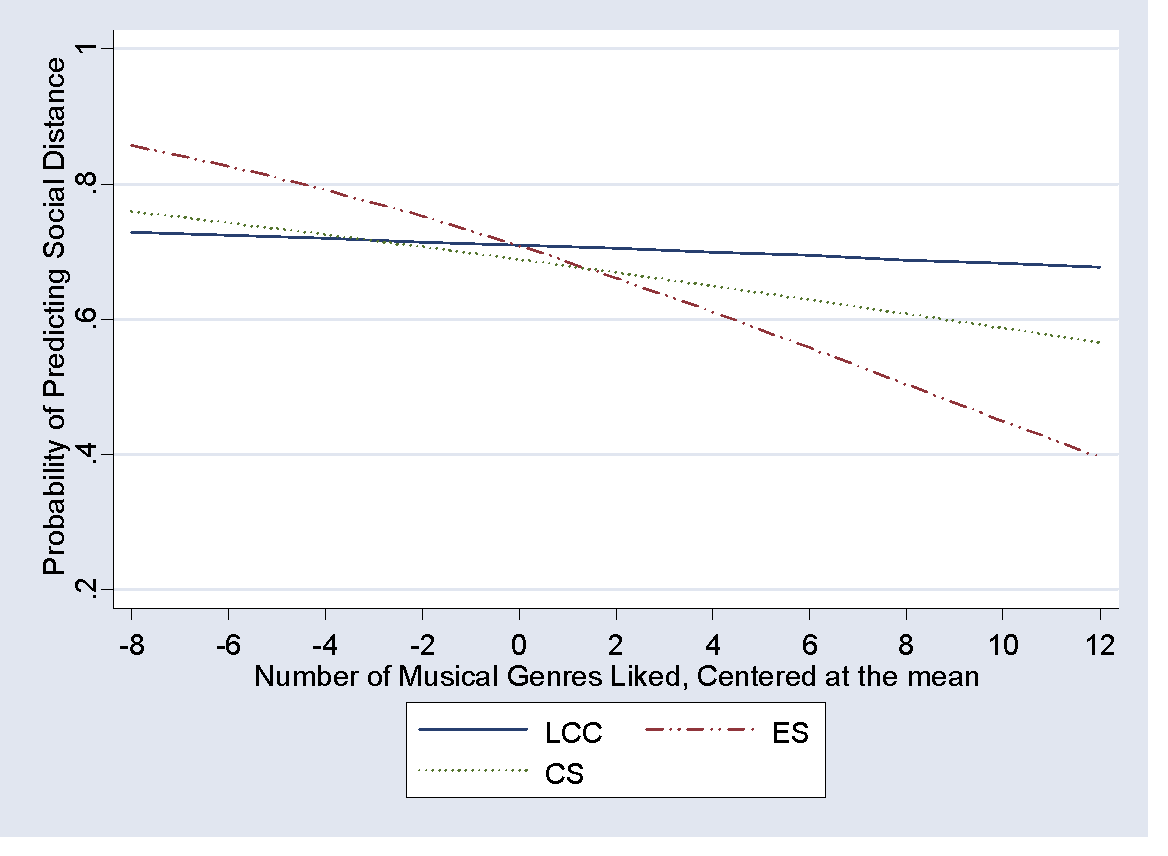 Probability of Predicting Social Distance
1
.8
.6
.4
.2
-8 -6 -4 -2 0 2 4 6 8 10 12
Number of Musical Genres Liked, Centered at the mean
LCC ES
CS